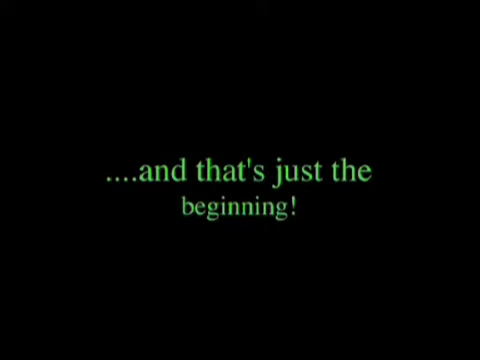 ....and that's just the
beginning!